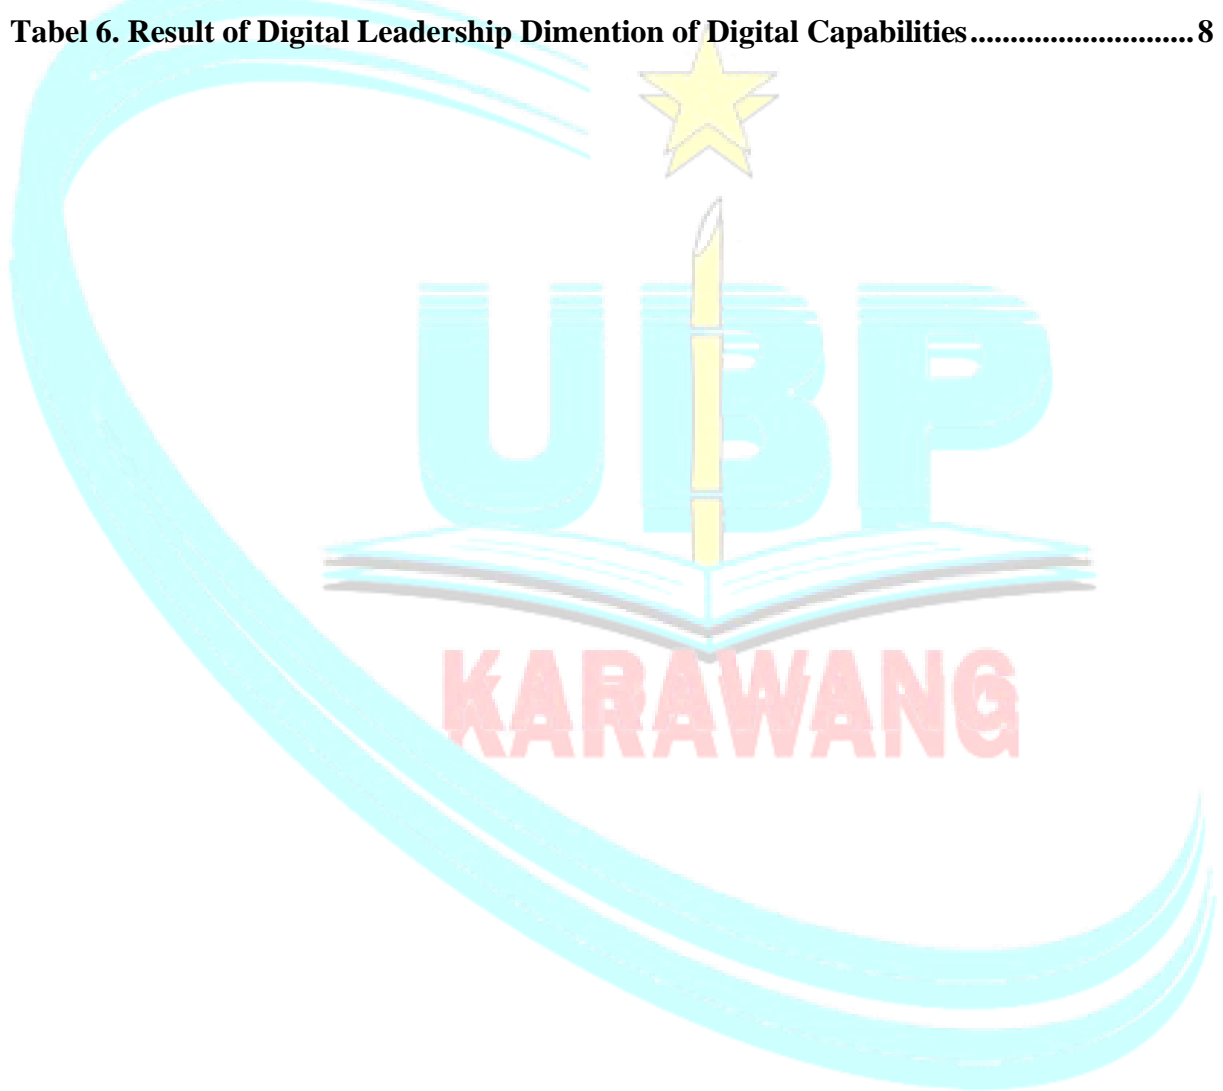 Tabel 6. Result of Digital Leadership Dimention of Digital Capabilities............................8
UBP
KARAWANG